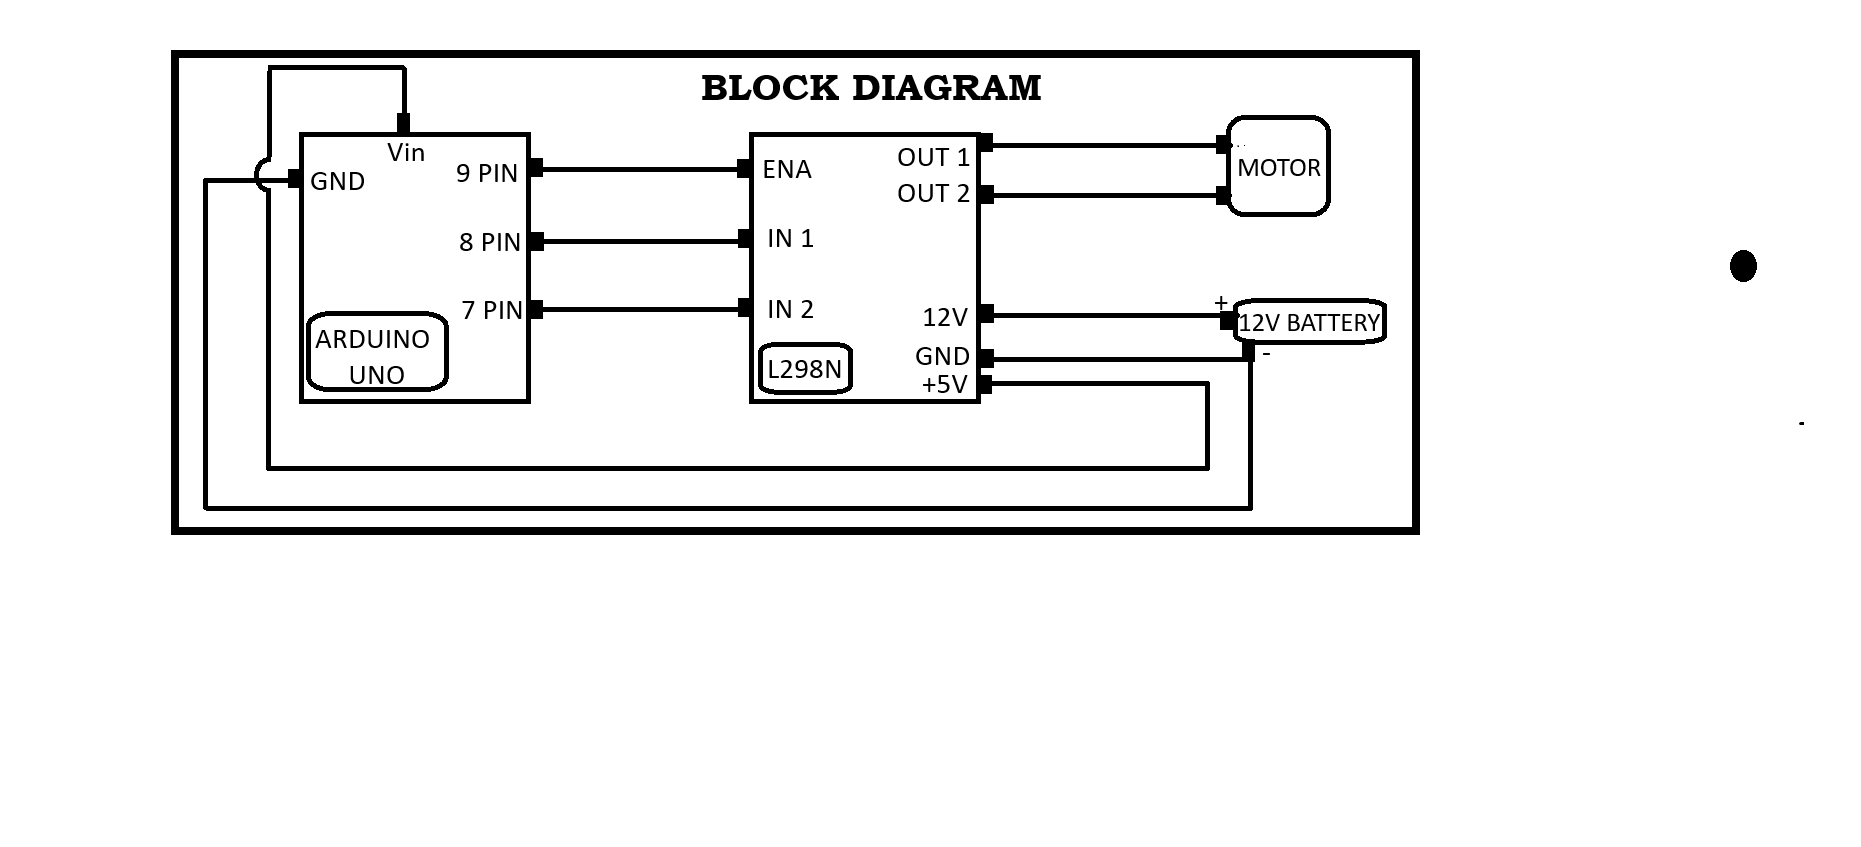 BLOCK DIAGRAM
Vin
GND
9 PIN
8 PIN
7 PIN
ARDUINO
UNO
ENA
IN 1
IN 2
L298N
OUT 1
OUT 2
12V
GND
+5V
MOTOR
+
12V BATTERY
-